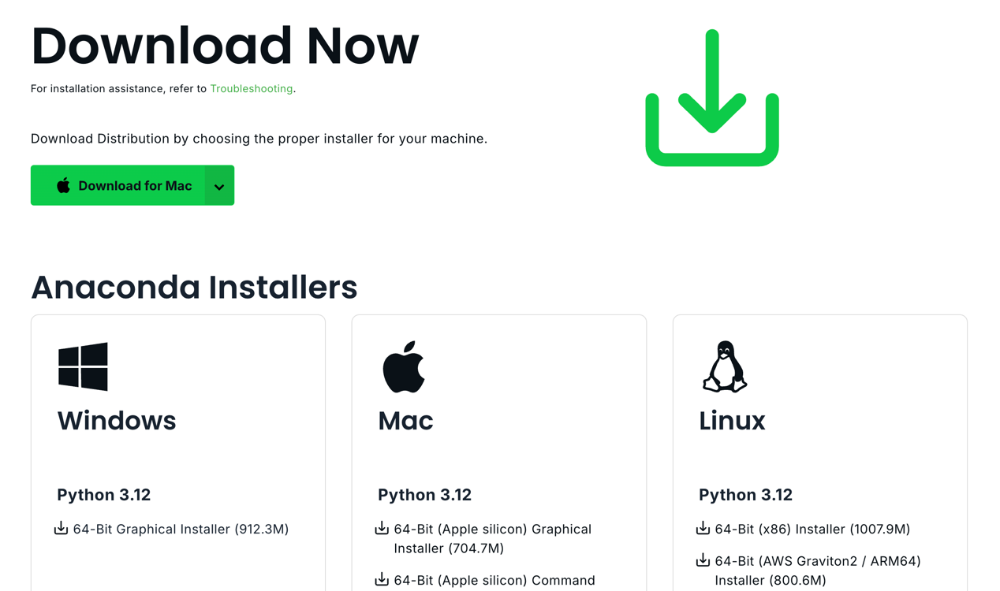 Download Now
For installation assistance, refer to Troubleshooting.
Download Distribution by choosing the proper installer for your machine.
Download for Mac
Anaconda Installers
Windows
Python 3.12
64-Bit Graphical Installer (912.3M)
Mac
Python 3.12
64-Bit (Apple silicon) Graphical
Installer (704.7M)
64-Bit (Apple silicon) Command
Linux
Python 3.12
64-Bit (x86) Installer (1007.9M)
64-Bit (AWS Graviton2 / ARM64)
Installer (800.6M)